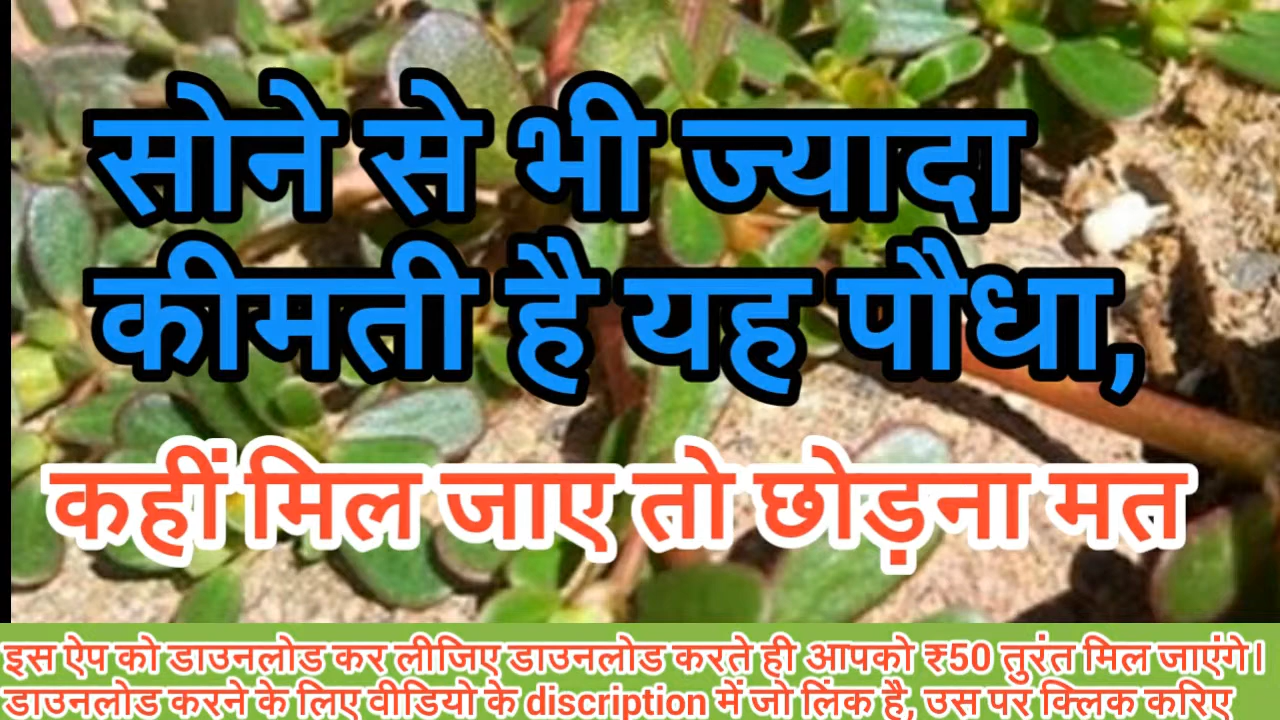 सोने से भी ज्यादा
कीमती है यह पौधा,
कहीं मिल जाए तो छोड़ना मत
इस ऐप को डाउनलोड कर लीजिए डाउनलोड करते ही आपको ₹50 तुरंत मिल जाएंगे।
डाउनलोड करने के लिए वीडियो के discription में जो लिंक है, उस पर क्लिक करिए